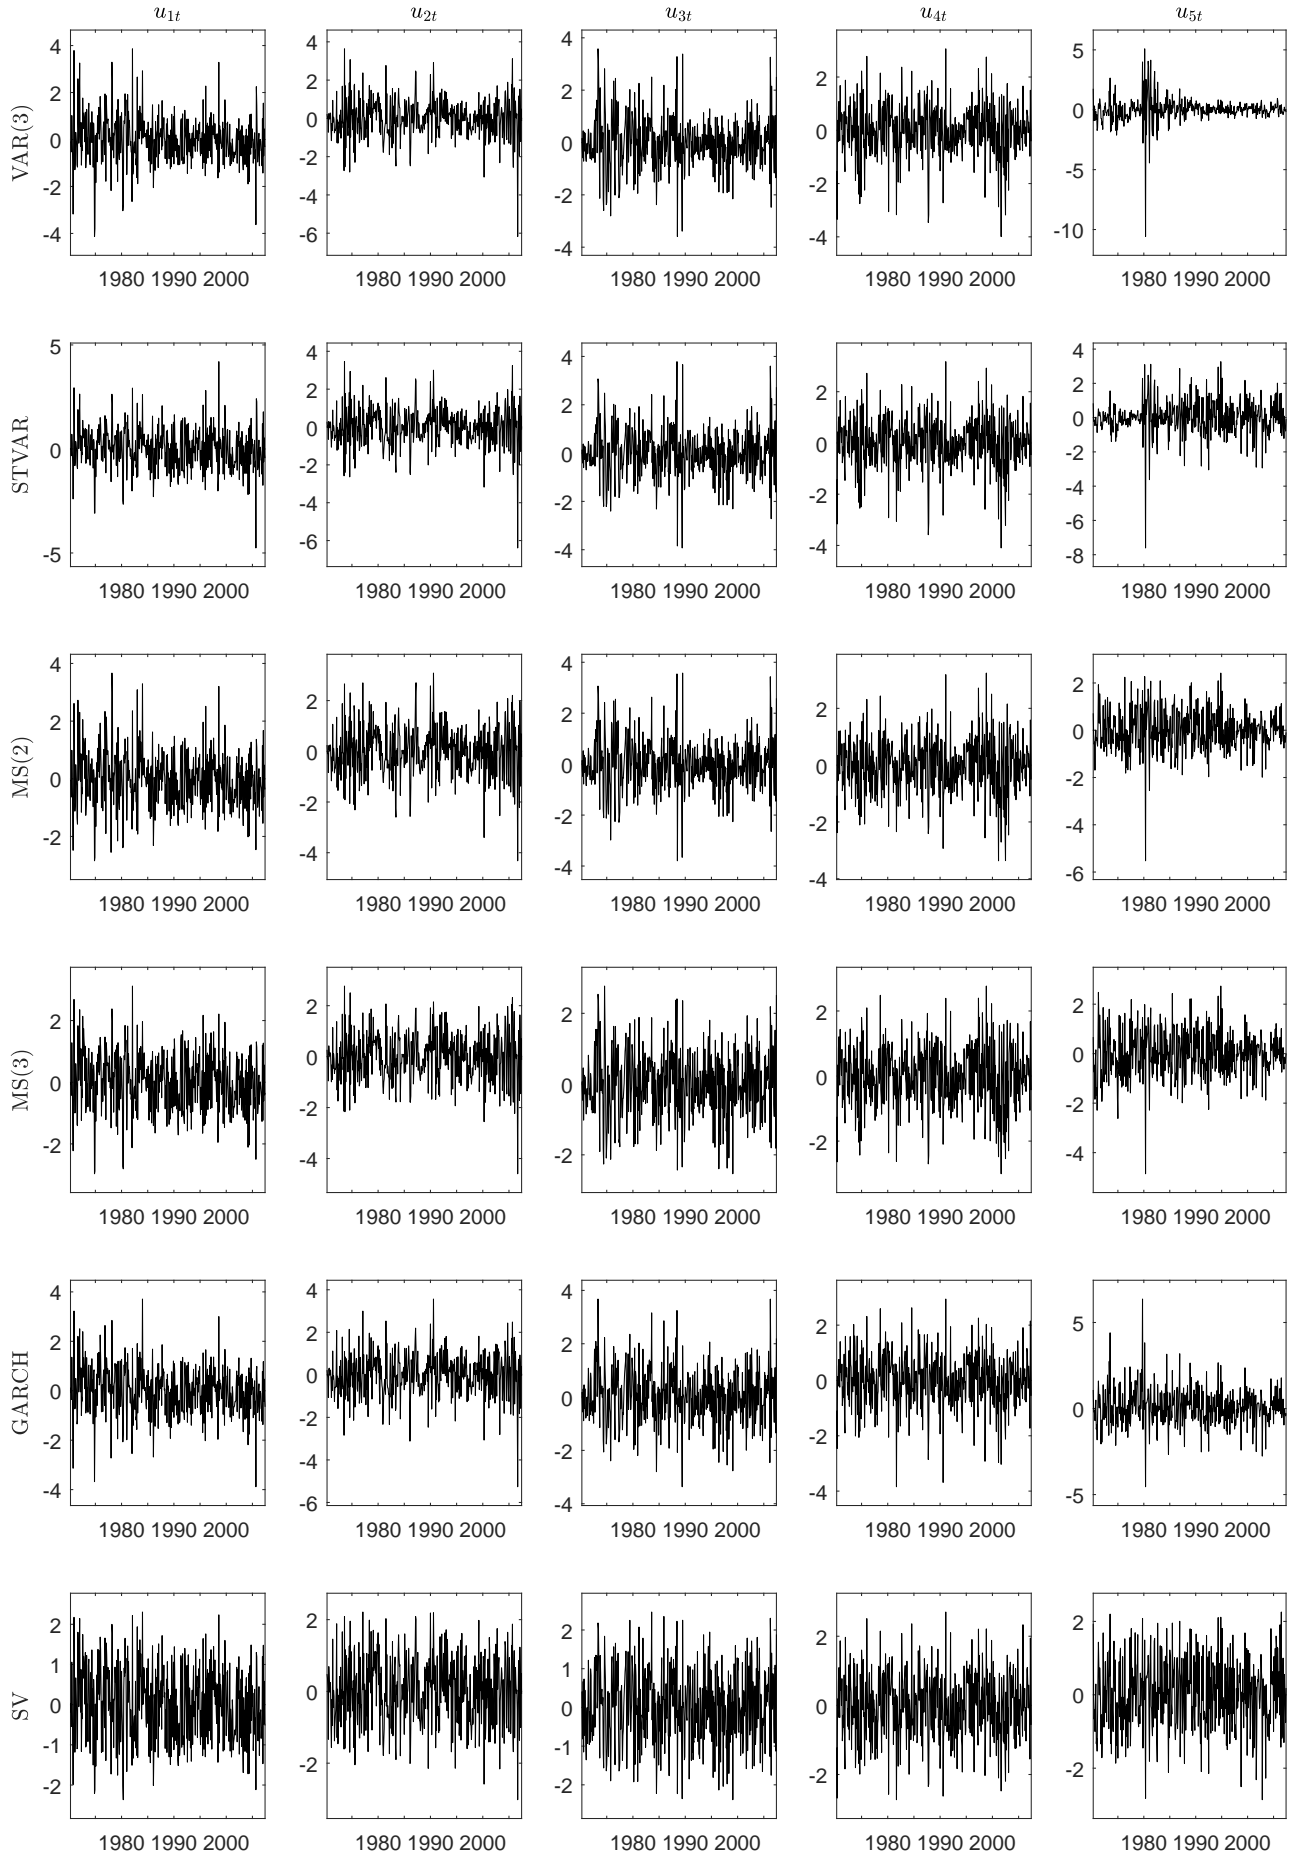 u1t u2t u3t u4t u5t
VAR(3)
4 4 4 2 5
2 2 2 0 0
0 0 0 -2 -5
-2 -2 -2 -4 -10
-4 -4 -4
-6
1980 1990 2000 1980 1990 2000 1980 1990 2000 1980 1990 2000 1980 1990 2000
STVAR
5 4 4 2 4
0 2 2 0 2
-5 0 0 -2 0
-2 -2 -4 -2
-4 -4 -4
-6 -6
-8
1980 1990 2000 1980 1990 2000 1980 1990 2000 1980 1990 2000 1980 1990 2000
MS(2)
4 2 4 2 2
2 0 2 0 0
0 -2 0 -2 -2
-2 -4 -2 -4 -4
-4 -6
1980 1990 2000 1980 1990 2000 1980 1990 2000 1980 1990 2000 1980 1990 2000
MS(3)
2 2 2 2 2
0 0 0 0 0
-2 -2 -2 -2 -2
-4 -4
1980 1990 2000 1980 1990 2000 1980 1990 2000 1980 1990 2000 1980 1990 2000
GARCH
4 4 4 2 5
2 2 2 0 0
0 0 0 -2 -5
-2 -2 -2 -4
-4 -4 -4
-6
1980 1990 2000 1980 1990 2000 1980 1990 2000 1980 1990 2000 1980 1990 2000
SV
2 2 2 2 2
1 0 1 0 0
0 -2 0 -2 -2
-1 -1
-2 -2
1980 1990 2000 1980 1990 2000 1980 1990 2000 1980 1990 2000 1980 1990 2000